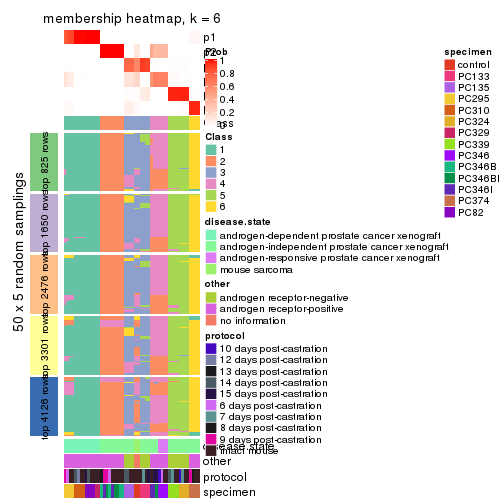 membership heatmap, k = 6
p1
p2
Prob
1
0.8
0.6
0.4
0.2
0
Class
Class
1
2
3
4
5
6
50 x 5 random samplings
top 825 rows
top 1650 rows
top 2476 rows
top 3301 rows
top 4126 rows
disease.state
androgen-dependent prostate cancer xenograft
androgen-independent prostate cancer xenograft
androgen-responsive prostate cancer xenograft
mouse sarcoma
other
androgen receptor-negative
androgen receptor-positive
no information
protocol
10 days post-castration
12 days post-castration
13 days post-castration
14 days post-castration
15 days post-castration
6 days post-castration
7 days post-castration
8 days post-castration
9 days post-castration
intact mouse
disease.state
other
protocol
specimen
specimen
control
PC133
PC135
PC295
PC310
PC324
PC329
PC339
PC346
PC346B
PC346BI
PC346I
PC374
PC82